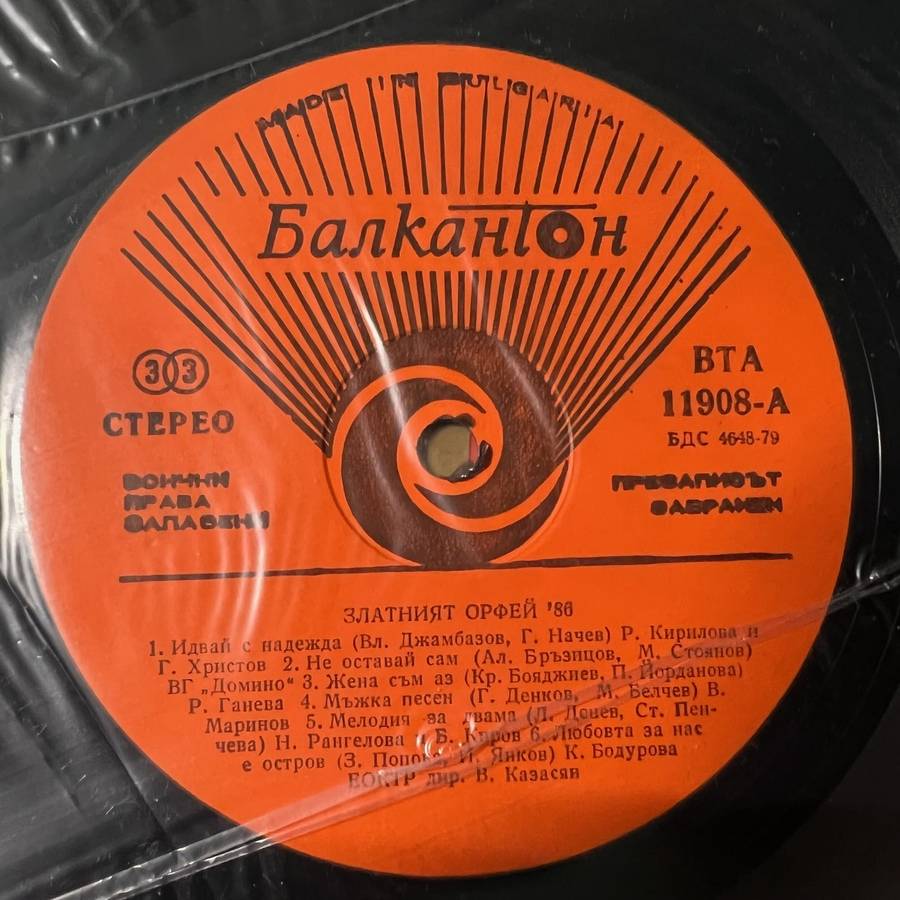 MADE IN BULGARIA
Балкантон
33
СТЕРЕО
ВТА
11908-А
БДС 4648-79
ВСИЧКИ
ПРАВА
ЗАПАЗЕНИ
ПРЕЗАПИСЪТ
ЗАБРАНЕН
ЗЛАТНИЯТ ОРФЕЙ '86
1. Идвай с надежда (Вл. Джамбазов, Г. Начев) Р. Кирилова и
Г. Христов 2. Не оставай сам (Ал. Бръзицов, М. Стоянов)
ВГ „Домино“ 3. Жена съм аз (Кр. Бояджиев, П. Йорданова)
Р. Ганева 4. Мъжка песен (Г. Денков, М. Белчев) В.
Маринов 5. Мелодия за двама (Л. Денев, Ст. Пен-
чева) Н. Рангелова и Б. Киров 6. Любовта за нас
е остров (З. Попова, Й. Янков) К. Бодурова
ЕОКТР дир. В. Казасян